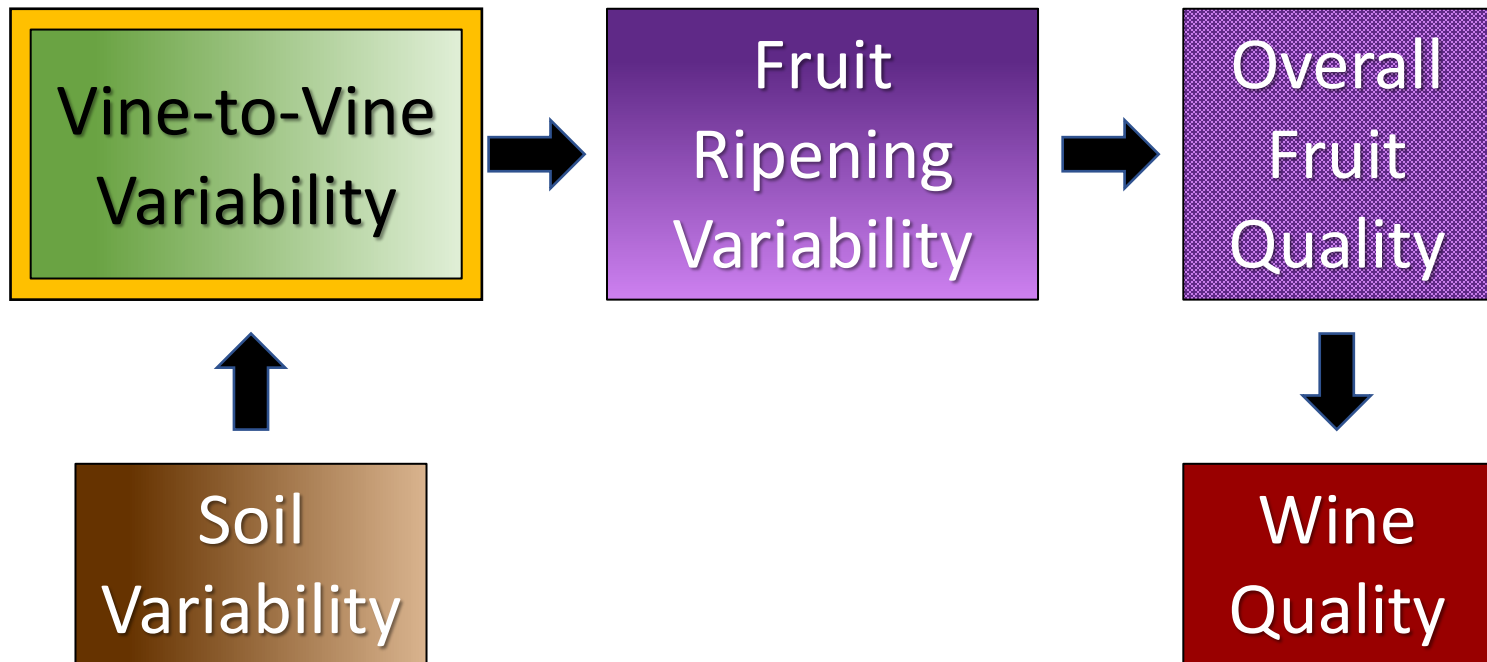 Vine-to-Vine
Variability
Fruit
Ripening
Variability
Overall
Fruit
Quality
Soil
Variability
Wine
Quality